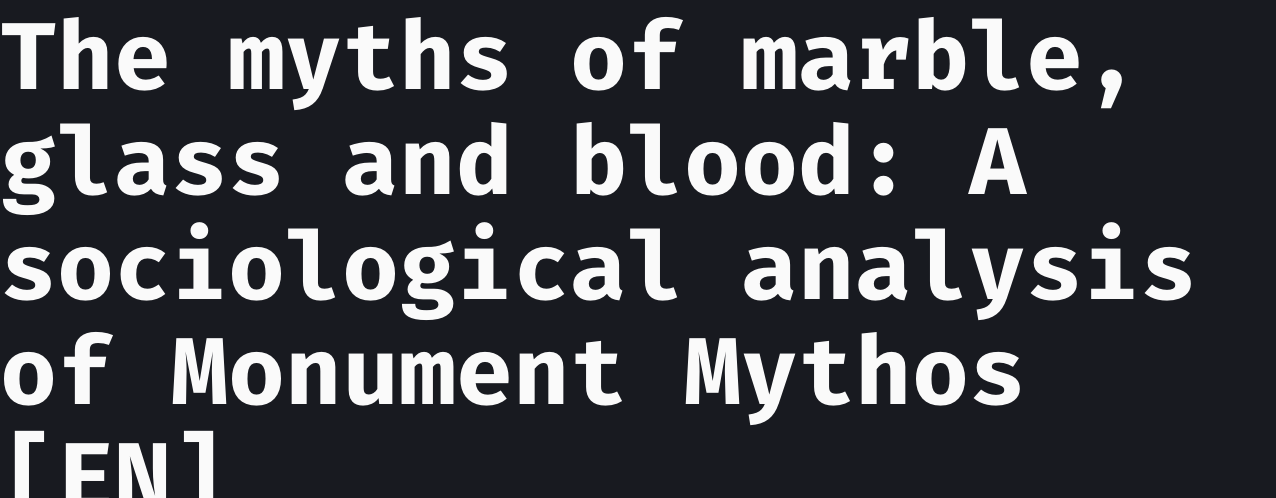 The myths of marble,
glass and blood: A
sociological analysis
of Monument Mythos
[EN]